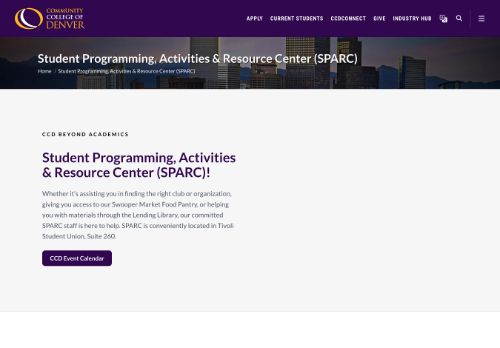 COMMUNITY
COLLEGE OF
DENVER
APPLY CURRENT STUDENTS CCDCONNECT GIVE INDUSTRY HUB
Student Programming, Activities & Resource Center (SPARC)
Home / Student Programming, Activities & Resource Center (SPARC)
CCD BEYOND ACADEMICS
Student Programming, Activities
& Resource Center (SPARC)!
Whether it's assisting you in finding the right club or organization,
giving you access to our Swooper Market Food Pantry, or helping
you with materials through the Lending Library, our committed
SPARC staff is here to help. SPARC is conveniently located in Tivoli
Student Union, Suite 260.
CCD Event Calendar